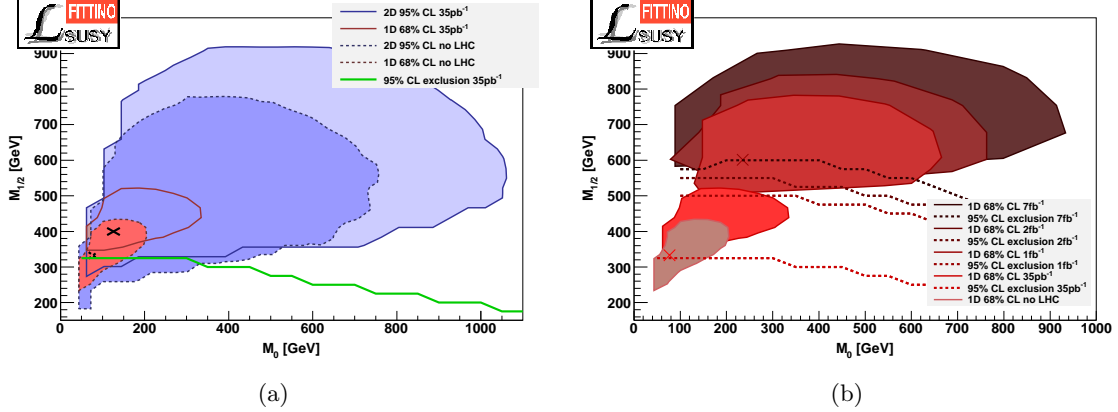 L FITTINO
SUSY
2D 95% CL 35pb⁻¹
1D 68% CL 35pb⁻¹
2D 95% CL no LHC
1D 68% CL no LHC
95% CL exclusion 35pb⁻¹
M₁/₂ [GeV]
900
800
700
600
500
400
300
200
0 200 400 600 800 1000
M₀ [GeV]
(a)
L FITTINO
SUSY
1D 68% CL 7fb⁻¹
95% CL exclusion 7fb⁻¹
1D 68% CL 2fb⁻¹
95% CL exclusion 2fb⁻¹
1D 68% CL 1fb⁻¹
95% CL exclusion 1fb⁻¹
1D 68% CL 35pb⁻¹
95% CL exclusion 35pb⁻¹
1D 68% CL no LHC
M₁/₂ [GeV]
900
800
700
600
500
400
300
200
0 100 200 300 400 500 600 700 800 900 1000
M₀ [GeV]
(b)